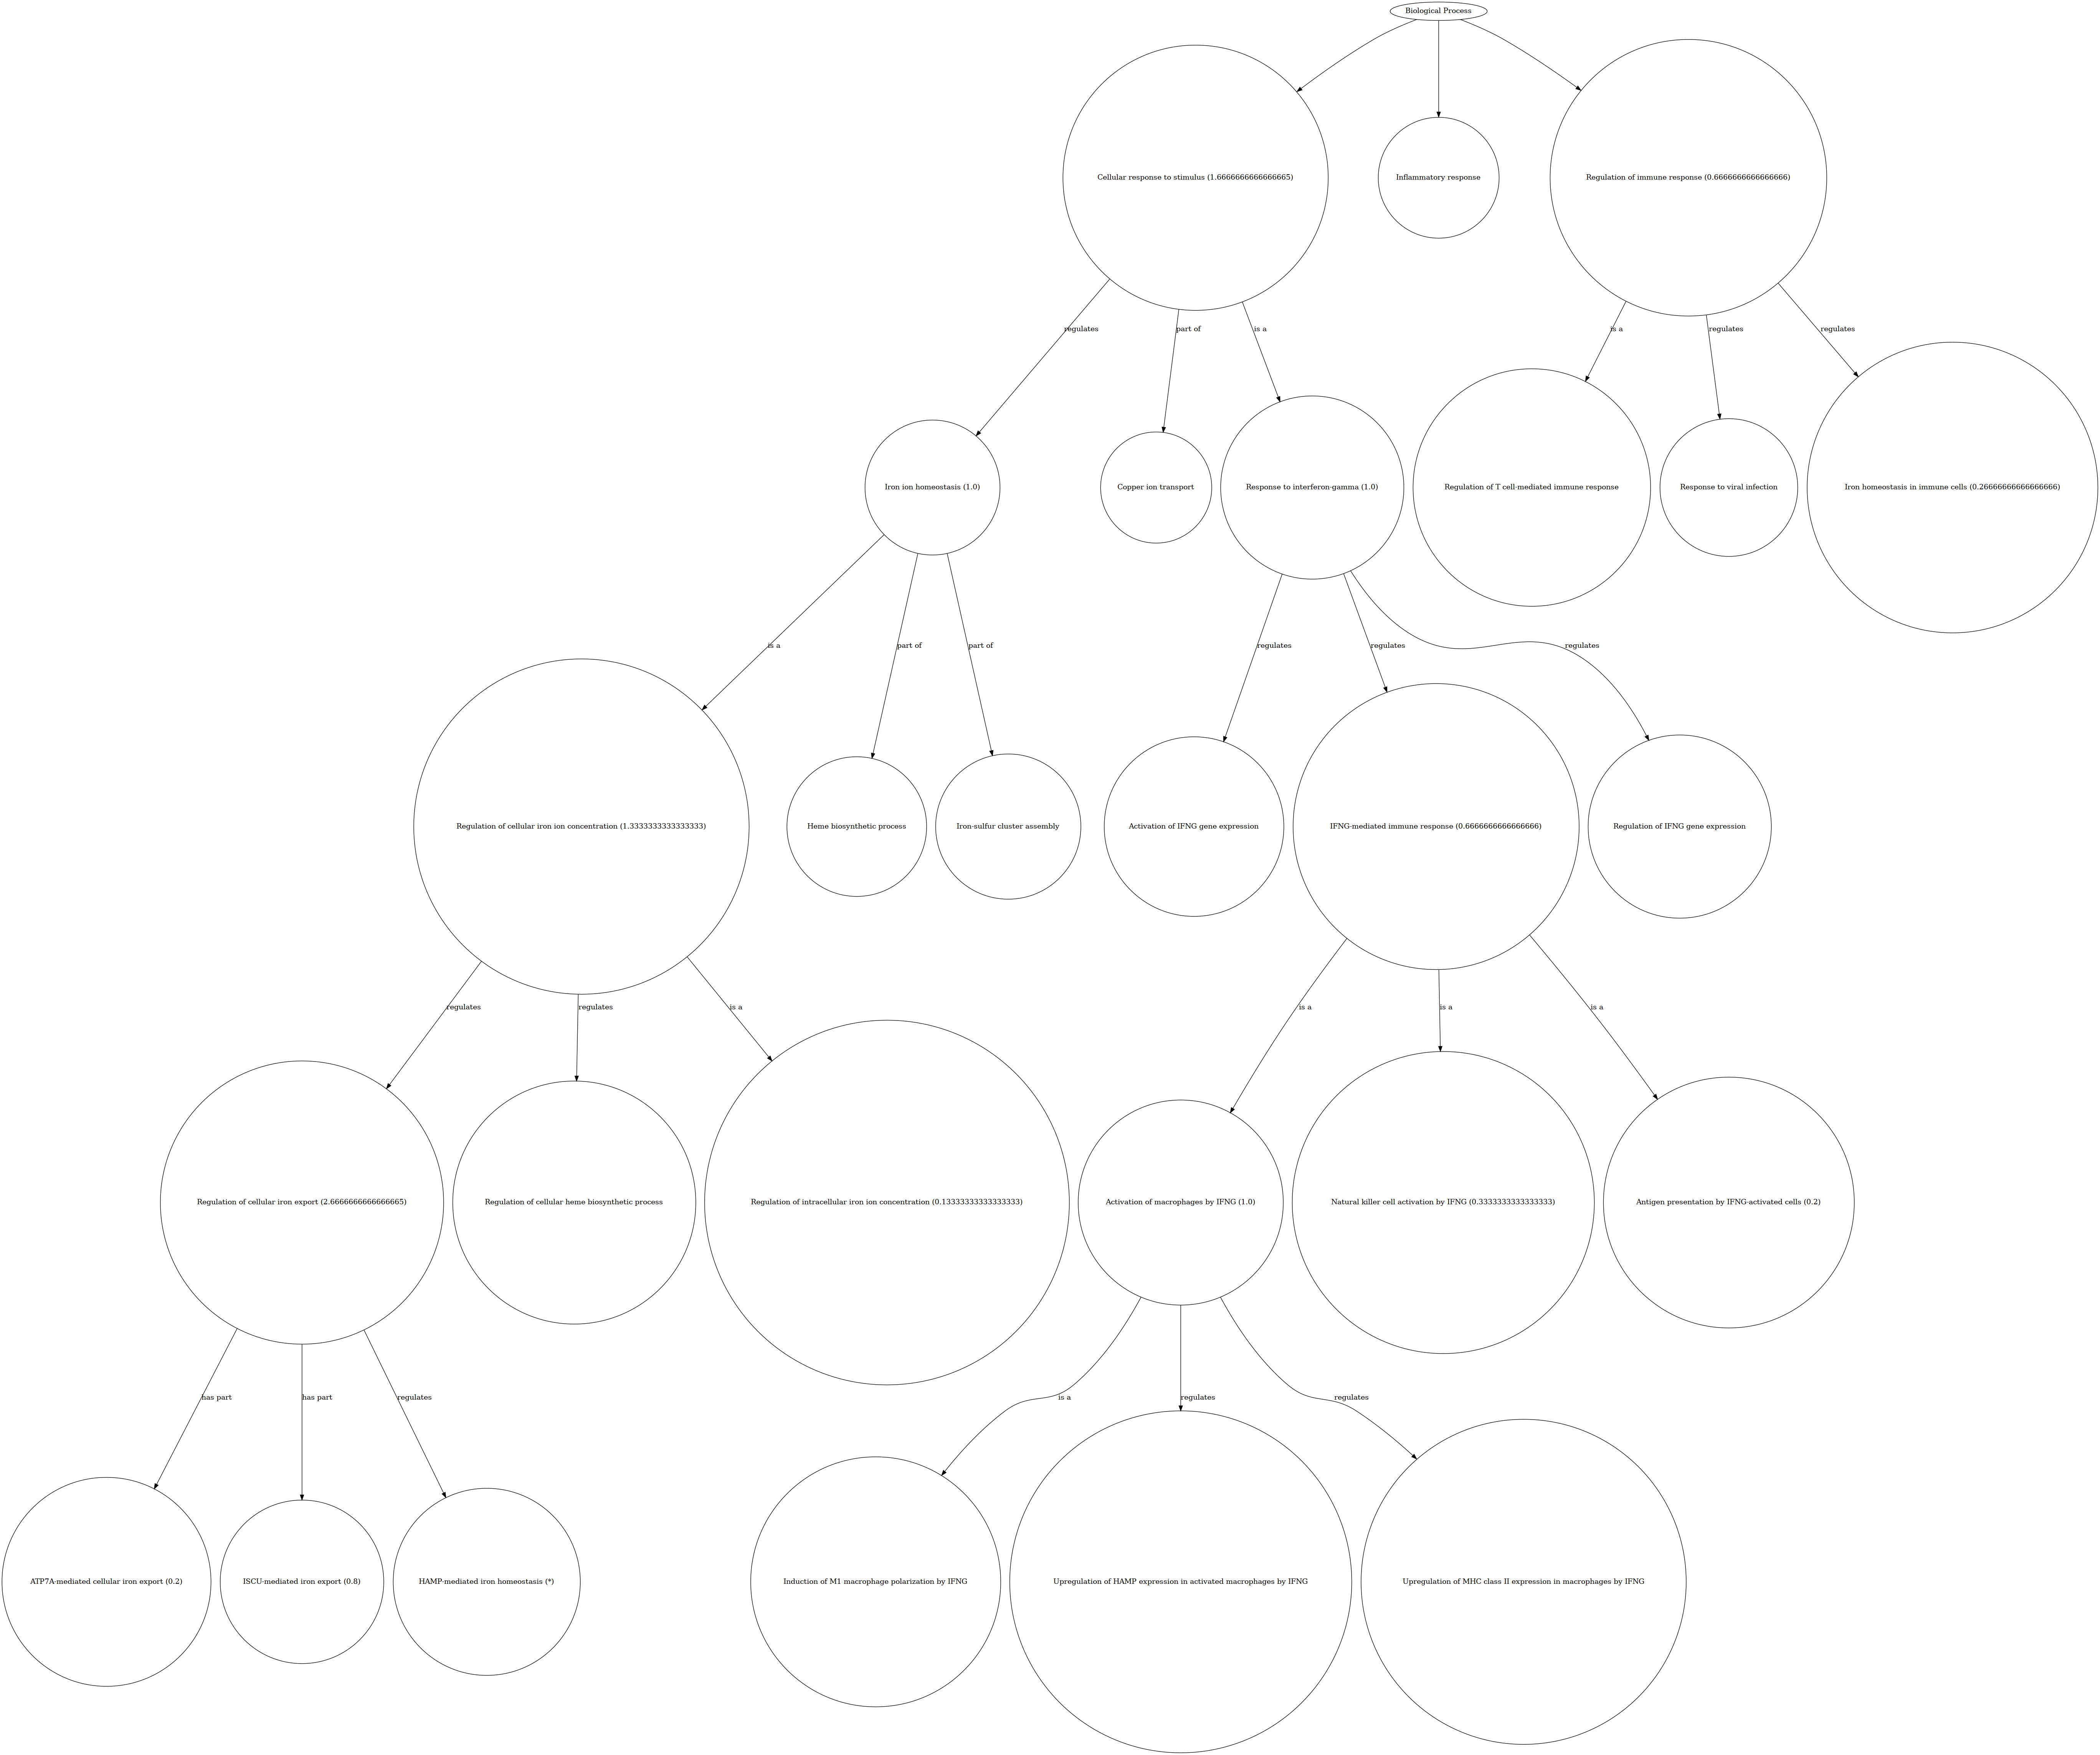 Biological Process
Cellular response to stimulus (1.6666666666666665)
Inflammatory response
Regulation of immune response (0.6666666666666666)
regulates
part of
is a
is a
regulates
regulates
Iron ion homeostasis (1.0)
Copper ion transport
Response to interferon-gamma (1.0)
Regulation of T cell-mediated immune response
Response to viral infection
Iron homeostasis in immune cells (0.26666666666666666)
is a
part of
part of
regulates
regulates
regulates
Regulation of cellular iron ion concentration (1.3333333333333333)
Heme biosynthetic process
Iron-sulfur cluster assembly
Activation of IFNG gene expression
IFNG-mediated immune response (0.6666666666666666)
Regulation of IFNG gene expression
regulates
regulates
is a
is a
is a
is a
Regulation of cellular iron export (2.6666666666666665)
Regulation of cellular heme biosynthetic process
Regulation of intracellular iron ion concentration (0.13333333333333333)
Activation of macrophages by IFNG (1.0)
Natural killer cell activation by IFNG (0.3333333333333333)
Antigen presentation by IFNG-activated cells (0.2)
has part
has part
regulates
is a
regulates
regulates
ATP7A-mediated cellular iron export (0.2)
ISCU-mediated iron export (0.8)
HAMP-mediated iron homeostasis (*)
Induction of M1 macrophage polarization by IFNG
Upregulation of HAMP expression in activated macrophages by IFNG
Upregulation of MHC class II expression in macrophages by IFNG